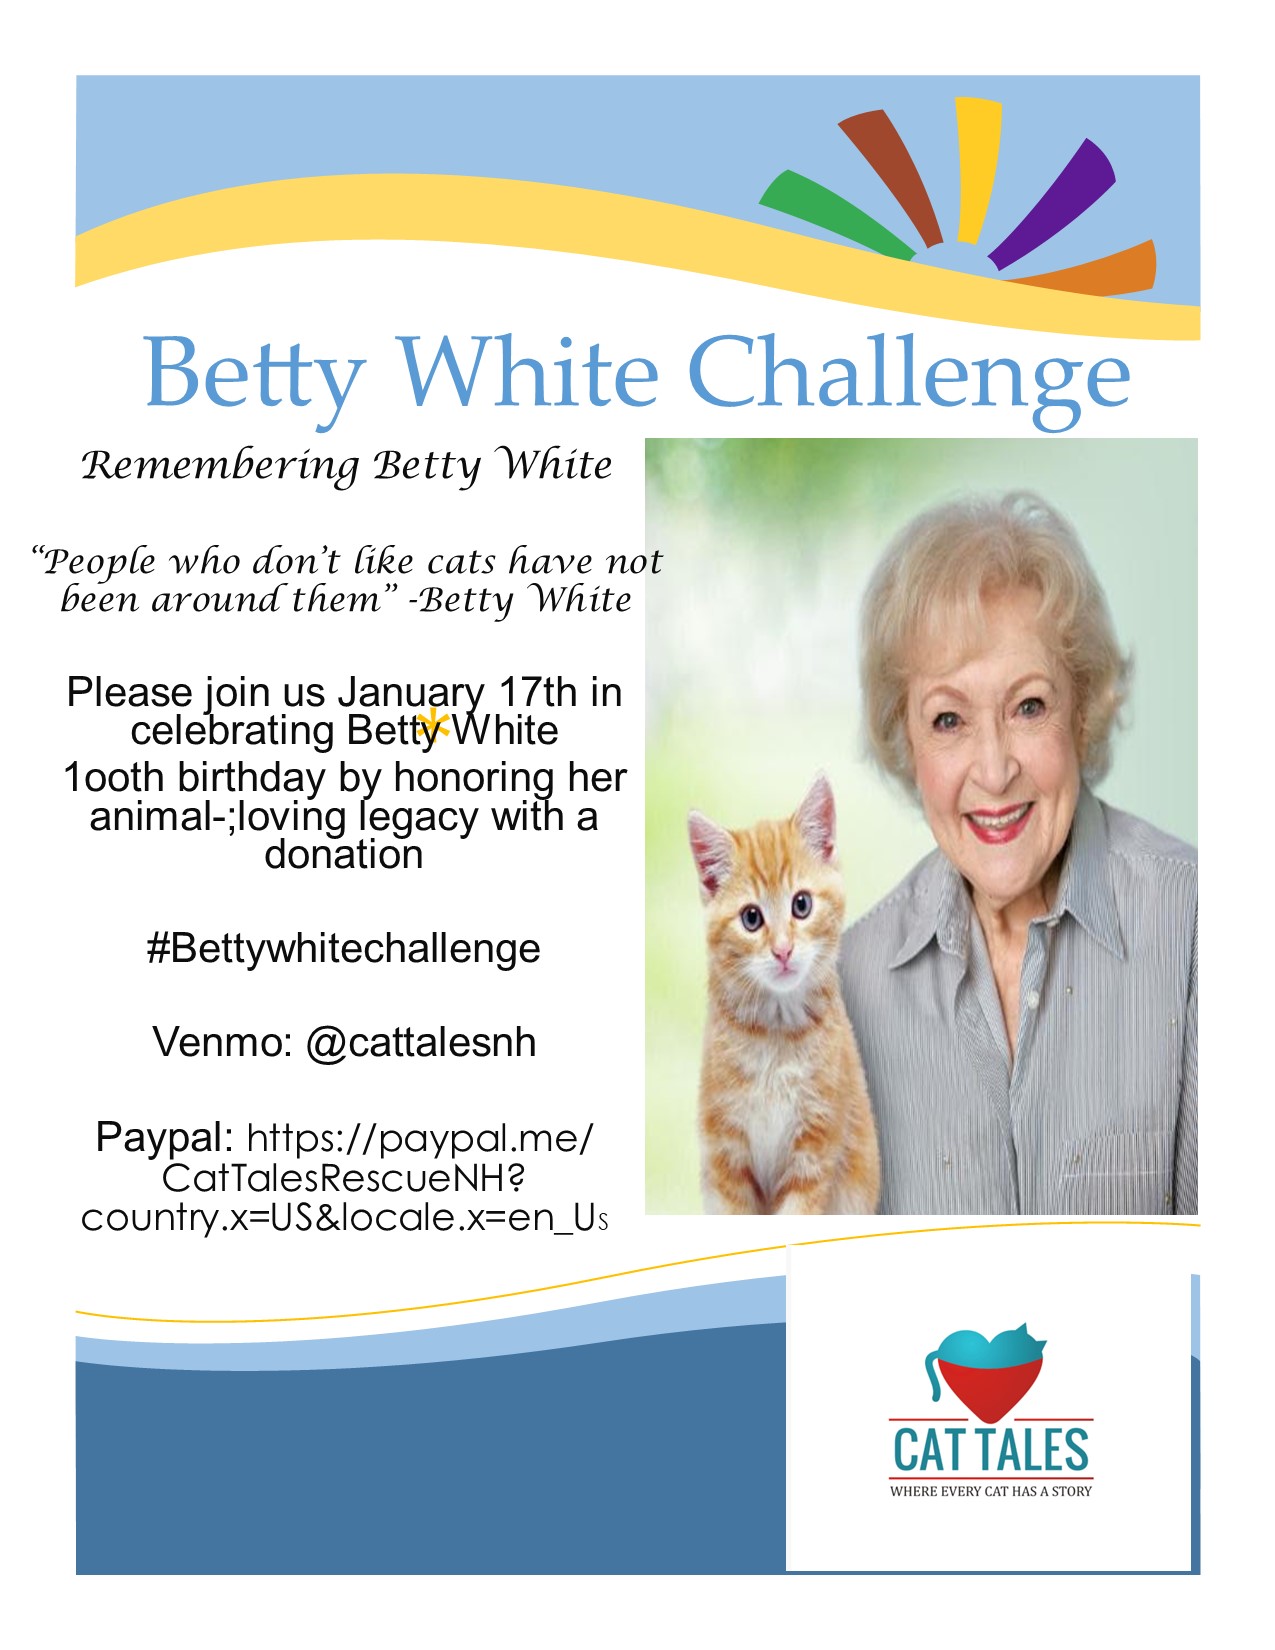 Betty White Challenge
Remembering Betty White
“People who don’t like cats have not
been around them” -Betty White
Please join us January 17th in
celebrating Betty White
1ooth birthday by honoring her
animal-;loving legacy with a
donation
#Bettywhitechallenge
Venmo: @cattalesnh
Paypal: https://paypal.me/
CatTalesRescueNH?
country.x=US&locale.x=en_Us
CAT TALES
WHERE EVERY CAT HAS A STORY